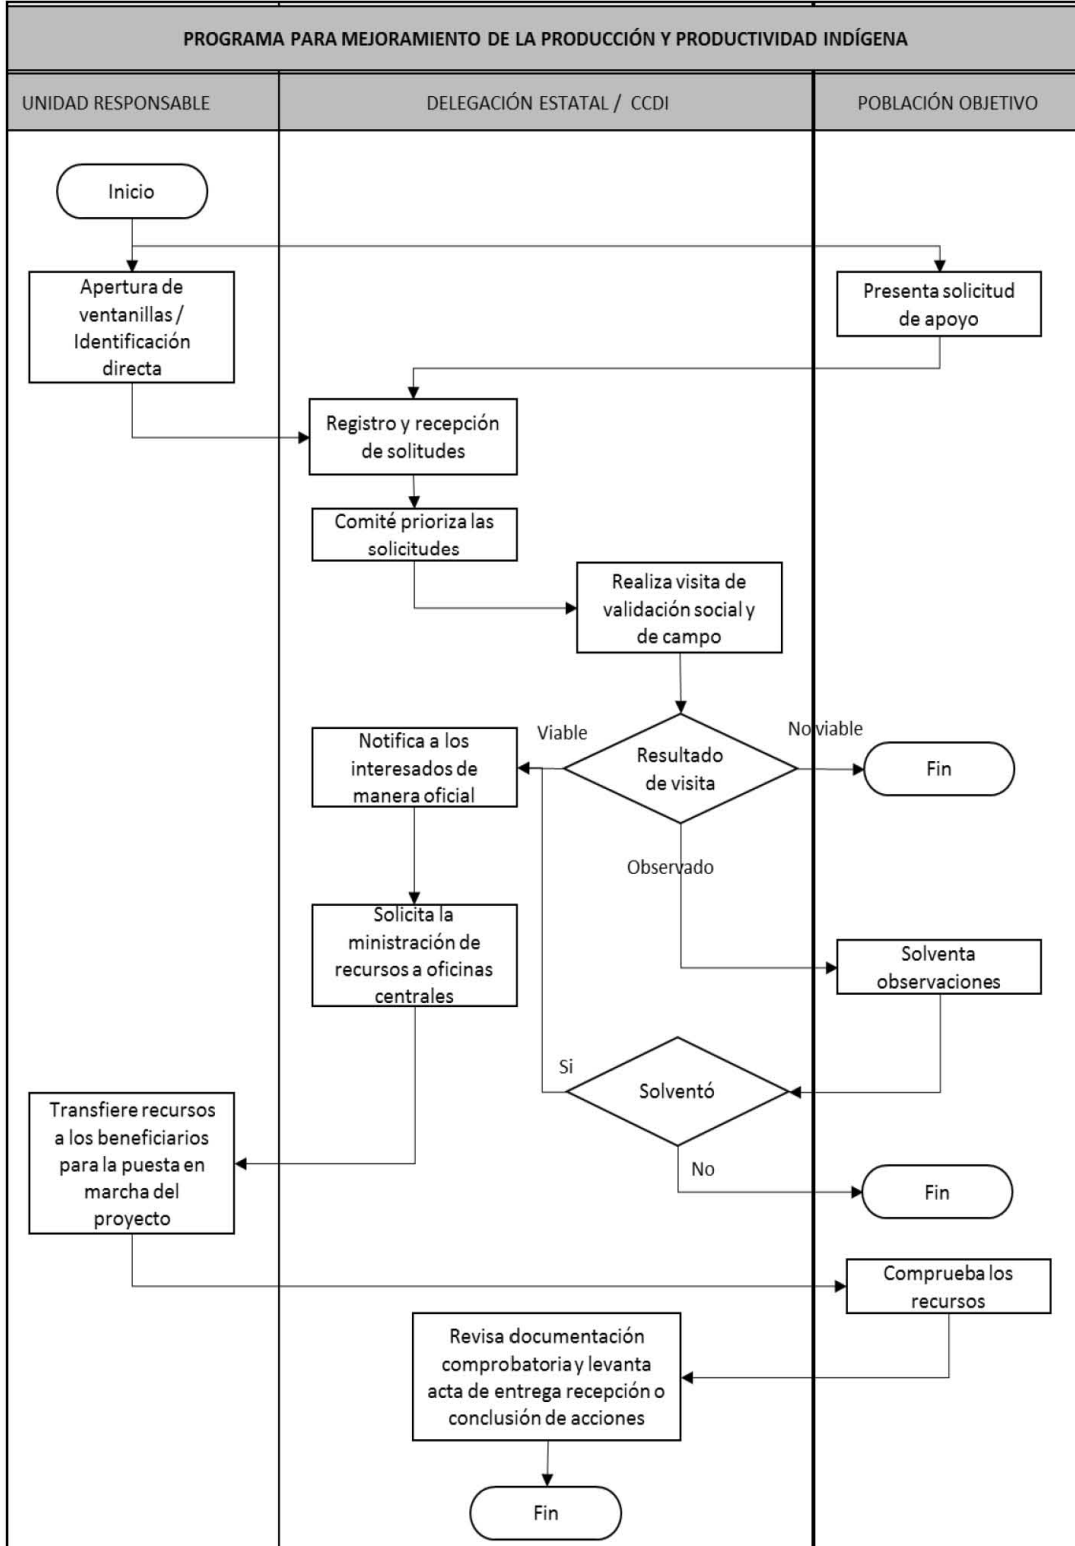 PROGRAMA PARA MEJORAMIENTO DE LA PRODUCCIÓN Y PRODUCTIVIDAD INDÍGENA
UNIDAD RESPONSABLE
DELEGACIÓN ESTATAL / CCDI
POBLACIÓN OBJETIVO
Inicio
Apertura de
ventanillas /
Identificación
directa
Presenta solicitud
de apoyo
Registro y recepción
de solitudes
Comité prioriza las
solicitudes
Realiza visita de
validación social y
de campo
Notifica a los
interesados de
manera oficial
Viable
Resultado
de visita
No viable
Fin
Observado
Solicita la
ministración de
recursos a oficinas
centrales
Solventa
observaciones
Si
Solventó
No
Fin
Transfiere recursos
a los beneficiarios
para la puesta en
marcha del
proyecto
Comprueba los
recursos
Revisa documentación
comprobatoria y levanta
acta de entrega recepción o
conclusión de acciones
Fin